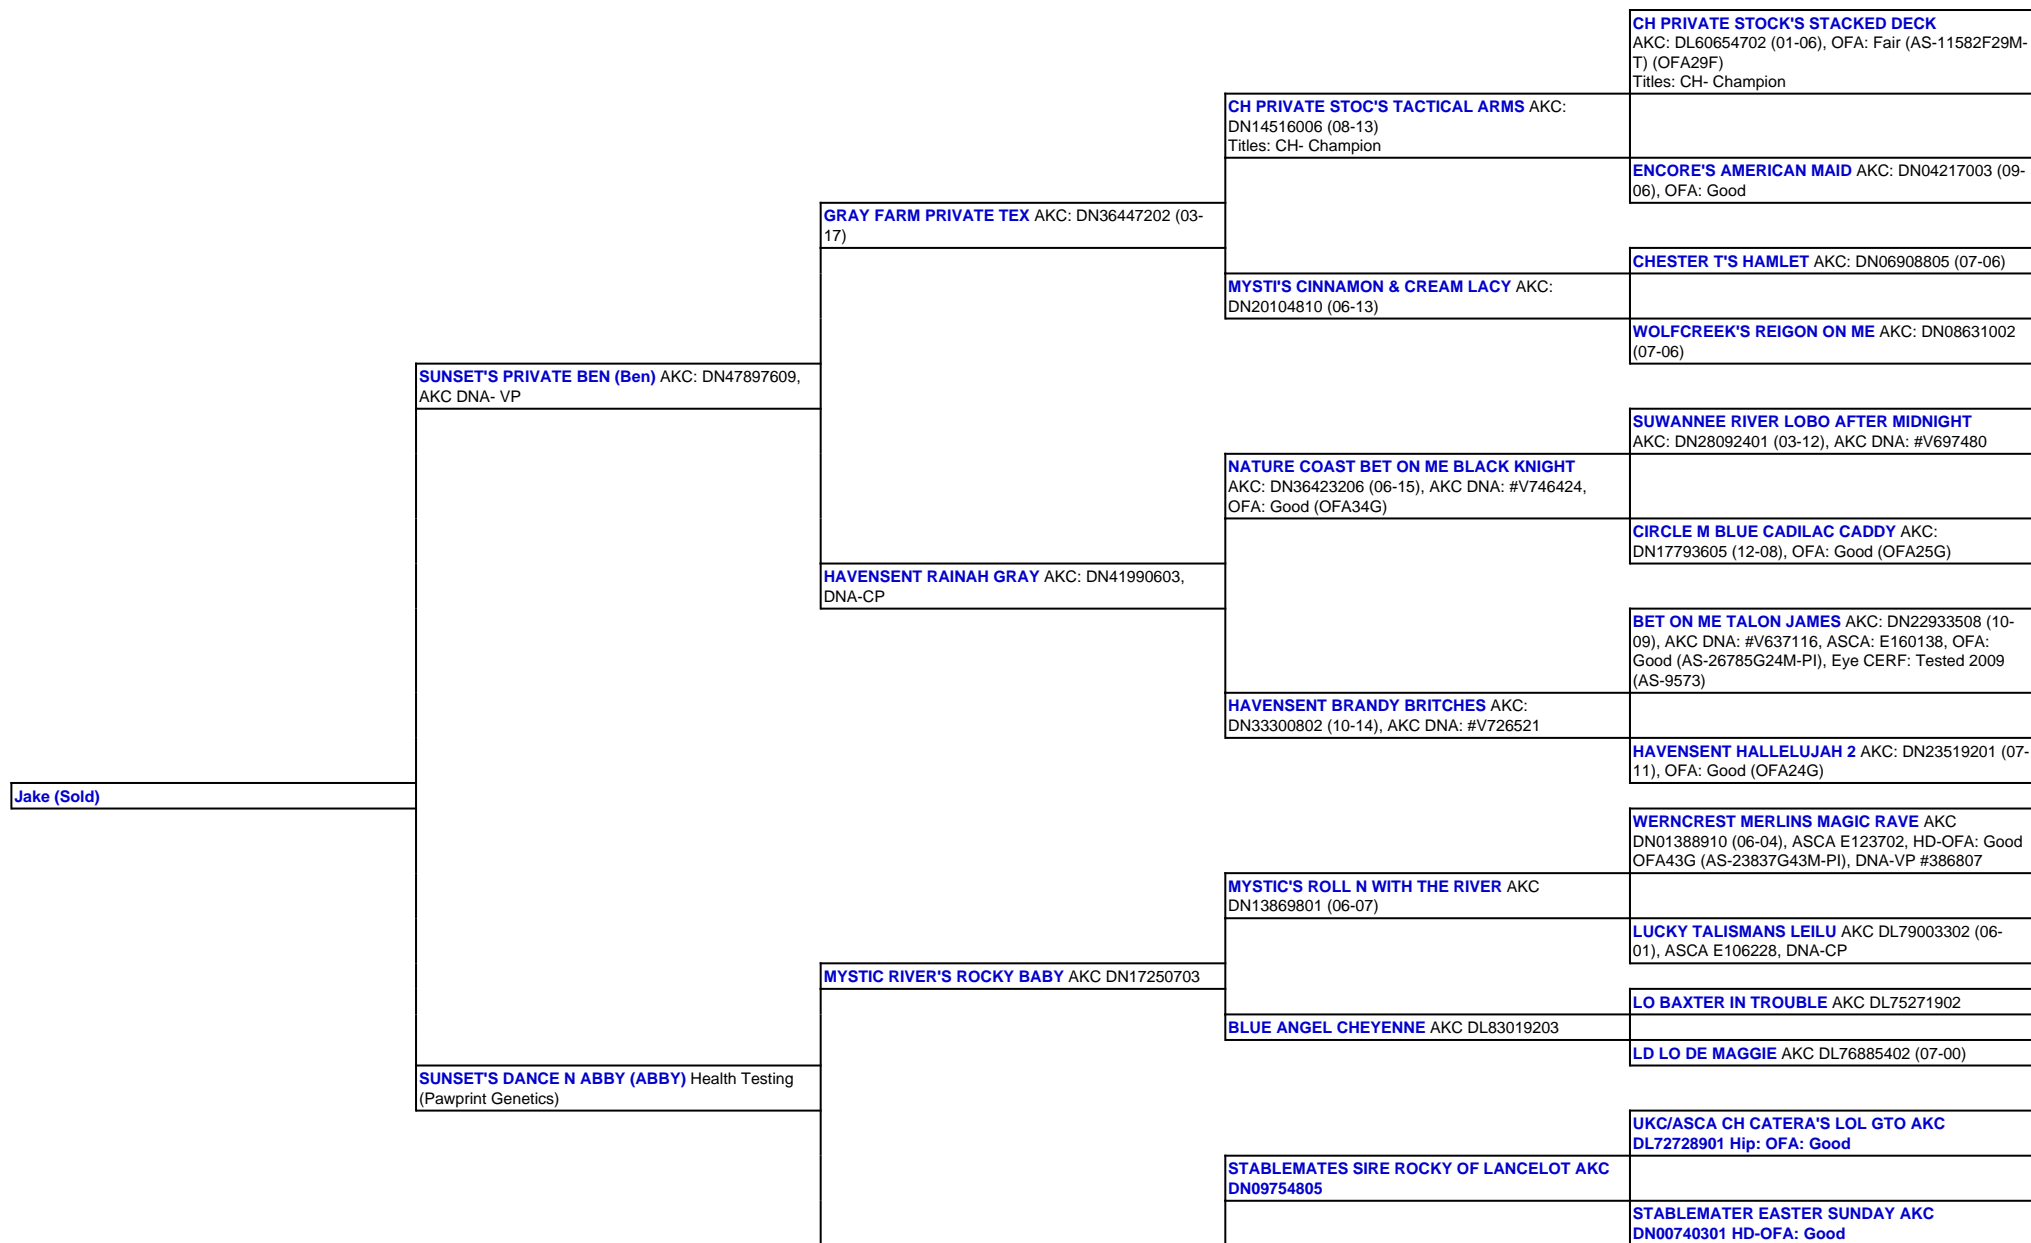 CH PRIVATE STOCK'S STACKED DECK
AKC: DL60654702 (01-06), OFA: Fair (AS-11582F29M-
T) (OFA29F)
Titles: CH- Champion
CH PRIVATE STOC'S TACTICAL ARMS AKC:
DN14516006 (08-13)
Titles: CH- Champion
ENCORE'S AMERICAN MAID AKC: DN04217003 (09-
06), OFA: Good
GRAY FARM PRIVATE TEX AKC: DN36447202 (03-
17)
CHESTER T'S HAMLET AKC: DN06908805 (07-06)
MYSTI'S CINNAMON & CREAM LACY AKC:
DN20104810 (06-13)
WOLFCREEK'S REIGON ON ME AKC: DN08631002
(07-06)
SUNSET'S PRIVATE BEN (Ben) AKC: DN47897609,
AKC DNA- VP
SUWANNEE RIVER LOBO AFTER MIDNIGHT
AKC: DN28092401 (03-12), AKC DNA: #V697480
NATURE COAST BET ON ME BLACK KNIGHT
AKC: DN36423206 (06-15), AKC DNA: #V746424,
OFA: Good (OFA34G)
CIRCLE M BLUE CADILAC CADDY AKC:
DN17793605 (12-08), OFA: Good (OFA25G)
HAVENSENT RAINAH GRAY AKC: DN41990603,
DNA-CP
BET ON ME TALON JAMES AKC: DN22933508 (10-
09), AKC DNA: #V637116, ASCA: E160138, OFA:
Good (AS-26785G24M-PI), Eye CERF: Tested 2009
(AS-9573)
HAVENSENT BRANDY BRITCHES AKC:
DN33300802 (10-14), AKC DNA: #V726521
HAVENSENT HALLELUJAH 2 AKC: DN23519201 (07-
11), OFA: Good (OFA24G)
Jake (Sold)
WERNCREST MERLINS MAGIC RAVE AKC
DN01388910 (06-04), ASCA E123702, HD-OFA: Good
OFA43G (AS-23837G43M-PI), DNA-VP #386807
MYSTIC'S ROLL N WITH THE RIVER AKC
DN13869801 (06-07)
LUCKY TALISMANS LEILU AKC DL79003302 (06-
01), ASCA E106228, DNA-CP
MYSTIC RIVER'S ROCKY BABY AKC DN17250703
LO BAXTER IN TROUBLE AKC DL75271902
BLUE ANGEL CHEYENNE AKC DL83019203
LD LO DE MAGGIE AKC DL76885402 (07-00)
SUNSET'S DANCE N ABBY (ABBY) Health Testing
(Pawprint Genetics)
UKC/ASCA CH CATERA'S LOL GTO AKC
DL72728901 Hip: OFA: Good
STABLEMATES SIRE ROCKY OF LANCELOT AKC
DN09754805
STABLEMATER EASTER SUNDAY AKC
DN00740301 HD-OFA: Good